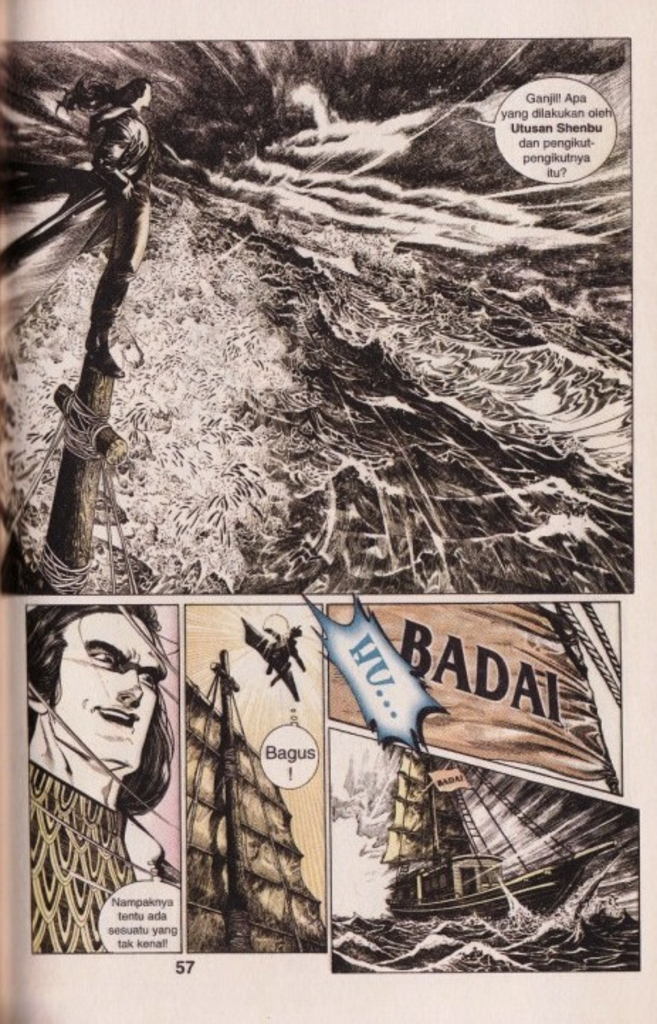 Ganjil! Apa
yang dilakukan oleh
Utusan Shenbu
dan pengikut-
pengikutnya
itu?
Nampaknya
tentu ada
sesuatu yang
tak kena!
Bagus
!
HU...
BADAI
BADAI
57